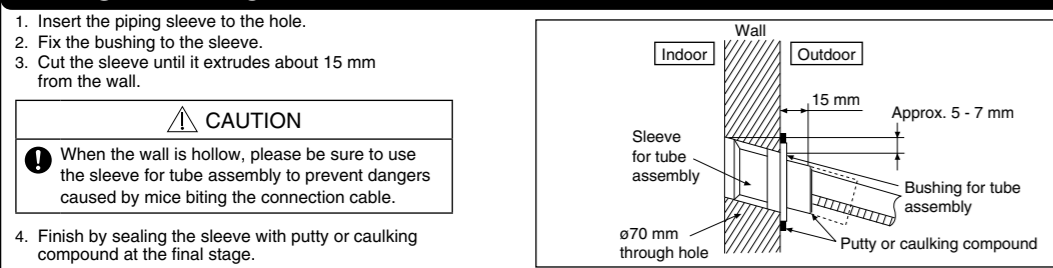 1. Insert the piping sleeve to the hole.
2. Fix the bushing to the sleeve.
3. Cut the sleeve until it extrudes about 15 mm
from the wall.
⚠ CAUTION
When the wall is hollow, please be sure to use
the sleeve for tube assembly to prevent dangers
caused by mice biting the connection cable.
4. Finish by sealing the sleeve with putty or caulking
compound at the final stage.
Wall
Indoor
Outdoor
15 mm
Approx. 5 - 7 mm
Sleeve
for tube
assembly
Bushing for tube
assembly
ø70 mm
through hole
Putty or caulking compound